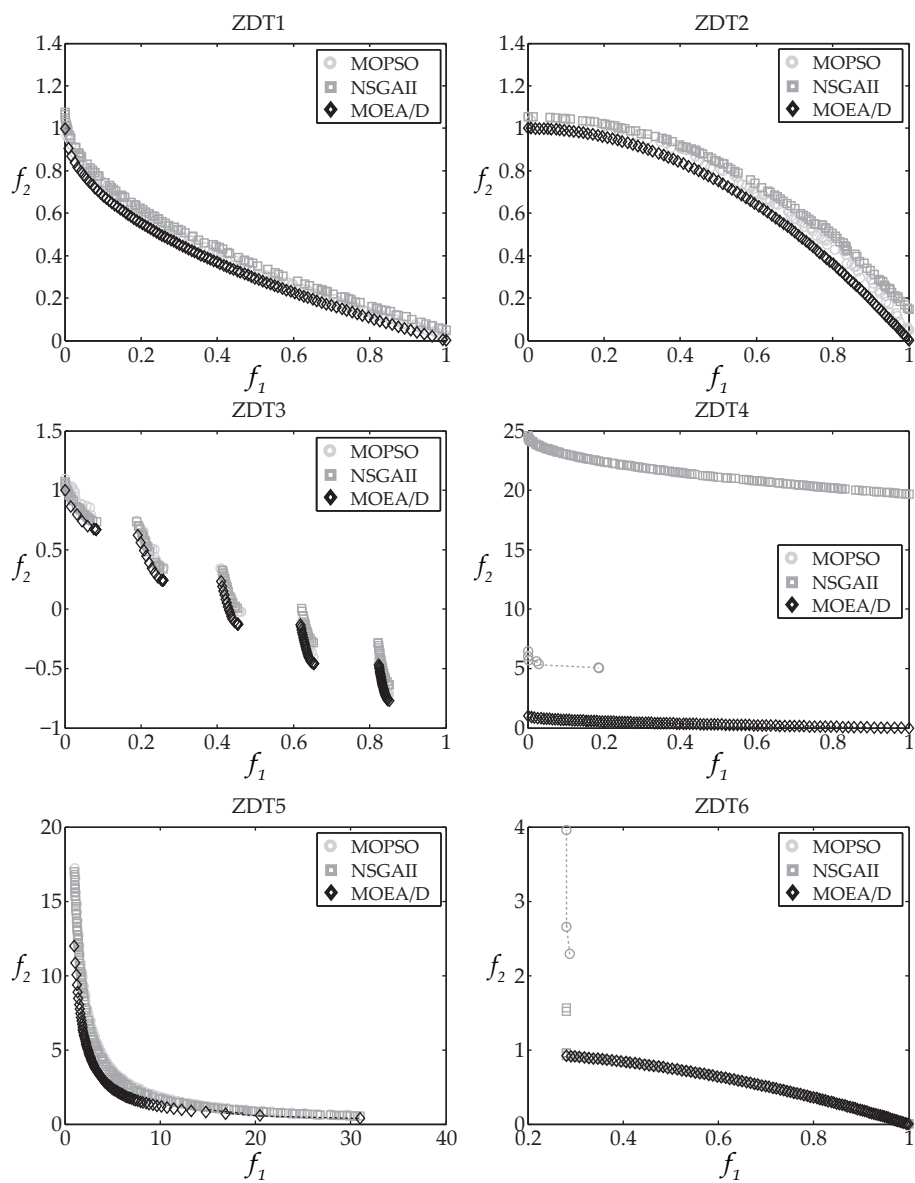 ZDT1
1.4
1.2
1
0.8
0.6
0.4
0.2
0
0
0.2
0.4
0.6
0.8
1
f2
f1
MOPSO
NSGAII
MOEA/D
ZDT2
1.4
1.2
1
0.8
0.6
0.4
0.2
0
0
0.2
0.4
0.6
0.8
1
f2
f1
MOPSO
NSGAII
MOEA/D
ZDT3
1.5
1.0
0.5
0
−0.5
−1
0
0.2
0.4
0.6
0.8
1
f2
f1
MOPSO
NSGAII
MOEA/D
ZDT4
25
20
15
10
5
0
0
0.2
0.4
0.6
0.8
1
f2
f1
MOPSO
NSGAII
MOEA/D
ZDT5
20
15
10
5
0
0
10
20
30
40
f2
f1
MOPSO
NSGAII
MOEA/D
ZDT6
4
3
2
1
0
0.2
0.4
0.6
0.8
1
f2
f1
MOPSO
NSGAII
MOEA/D